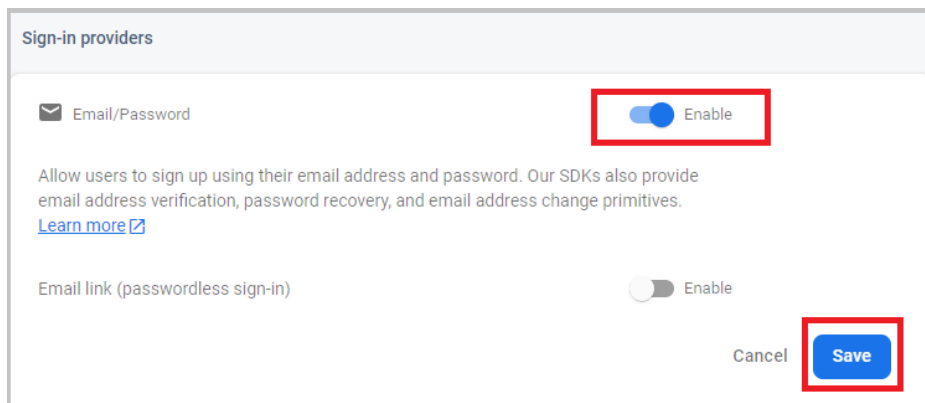 Sign-in providers
Email/Password
Enable
Allow users to sign up using their email address and password. Our SDKs also provide
email address verification, password recovery, and email address change primitives.
Learn more
Email link (passwordless sign-in)
Enable
Cancel
Save